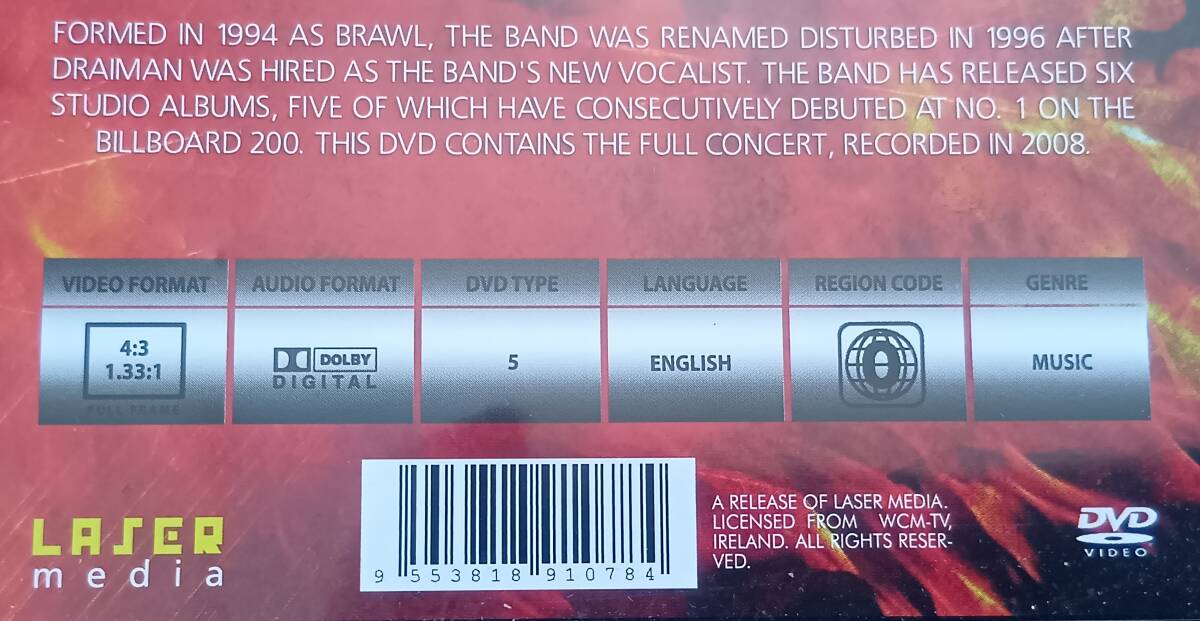 FORMED IN 1994 AS BRAWL, THE BAND WAS RENAMED DISTURBED IN 1996 AFTER
DRAIMAN WAS HIRED AS THE BAND'S NEW VOCALIST. THE BAND HAS RELEASED SIX
STUDIO ALBUMS, FIVE OF WHICH HAVE CONSECUTIVELY DEBUTED AT NO. 1 ON THE
BILLBOARD 200. THIS DVD CONTAINS THE FULL CONCERT, RECORDED IN 2008.
VIDEO FORMAT
4:3
1.33:1
FULL FRAME
AUDIO FORMAT
DOLBY
DIGITAL
DVD TYPE
5
LANGUAGE
ENGLISH
REGION CODE
0
GENRE
MUSIC
LASER
media
9 553818 910784
A RELEASE OF LASER MEDIA.
LICENSED FROM WCM-TV,
IRELAND. ALL RIGHTS RESER-
VED.
DVD
VIDEO